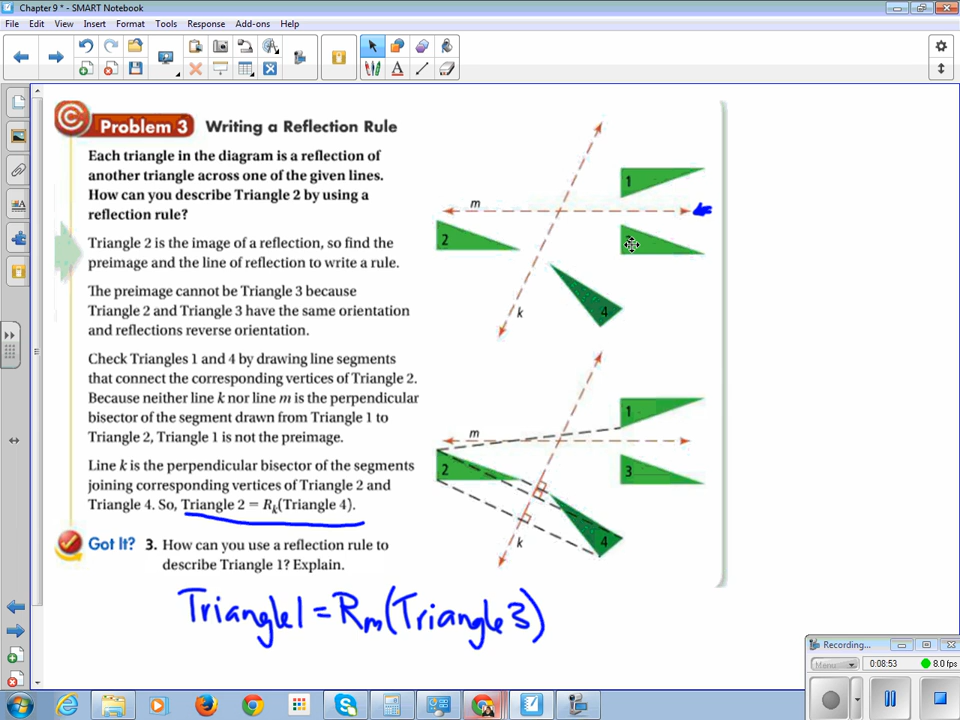 Chapter 9 * - SMART Notebook
File Edit View Insert Format Tools Response Add-ons Help
C Problem 3 Writing a Reflection Rule
Each triangle in the diagram is a reflection of
another triangle across one of the given lines.
How can you describe Triangle 2 by using a
reflection rule?
Triangle 2 is the image of a reflection, so find the
preimage and the line of reflection to write a rule.
The preimage cannot be Triangle 3 because
Triangle 2 and Triangle 3 have the same orientation
and reflections reverse orientation.
Check Triangles 1 and 4 by drawing line segments
that connect the corresponding vertices of Triangle 2.
Because neither line k nor line m is the perpendicular
bisector of the segment drawn from Triangle 1 to
Triangle 2, Triangle 1 is not the preimage.
Line k is the perpendicular bisector of the segments
joining corresponding vertices of Triangle 2 and
Triangle 4. So, Triangle 2 = Rk(Triangle 4).
Got It? 3. How can you use a reflection rule to
describe Triangle 1? Explain.
Triangle 1 = Rm(Triangle 3)
1
m
2
k
4
1
m
2
3
k
4
Recording...
Menu
0:08:53
8.0 fps